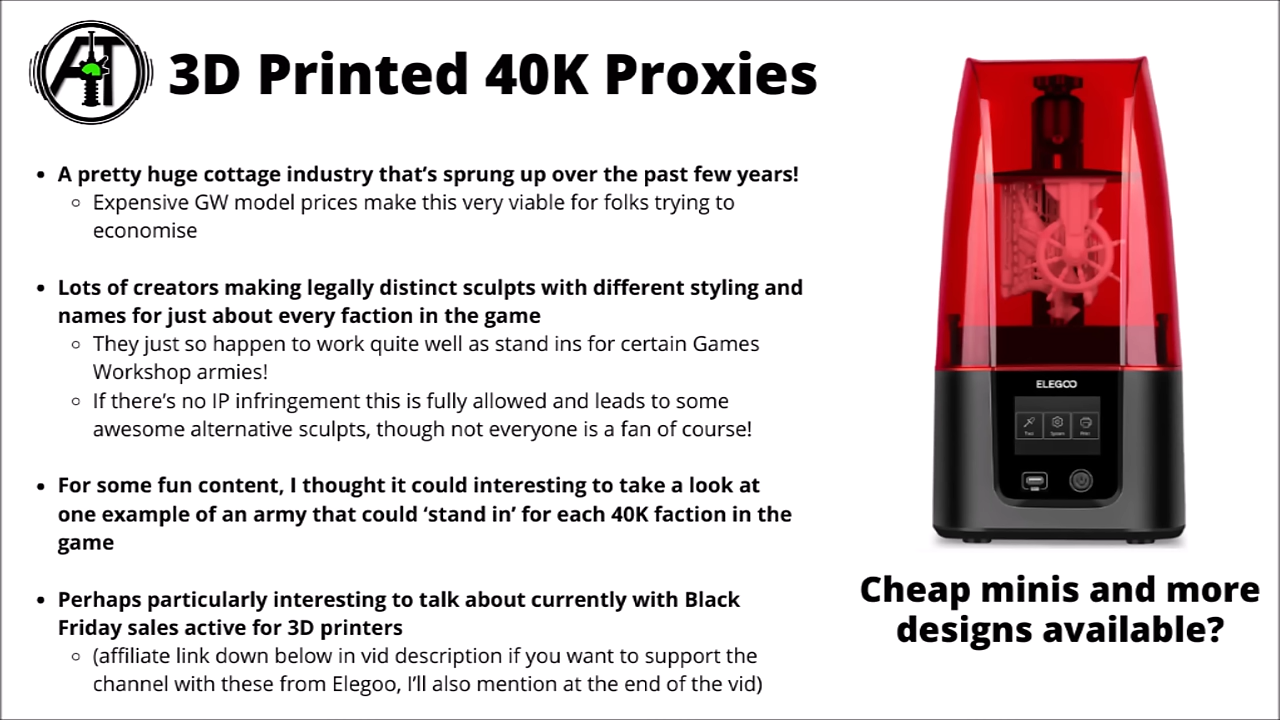 AT
3D Printed 40K Proxies
• A pretty huge cottage industry that's sprung up over the past few years!
○ Expensive GW model prices make this very viable for folks trying to
economise
• Lots of creators making legally distinct sculpts with different styling and
names for just about every faction in the game
○ They just so happen to work quite well as stand ins for certain Games
Workshop armies!
○ If there's no IP infringement this is fully allowed and leads to some
awesome alternative sculpts, though not everyone is a fan of course!
• For some fun content, I thought it could interesting to take a look at
one example of an army that could ‘stand in’ for each 40K faction in the
game
• Perhaps particularly interesting to talk about currently with Black
Friday sales active for 3D printers
○ (affiliate link down below in vid description if you want to support the
channel with these from Elegoo, I'll also mention at the end of the vid)
ELEGOO
Tool System Print
Cheap minis and more
designs available?